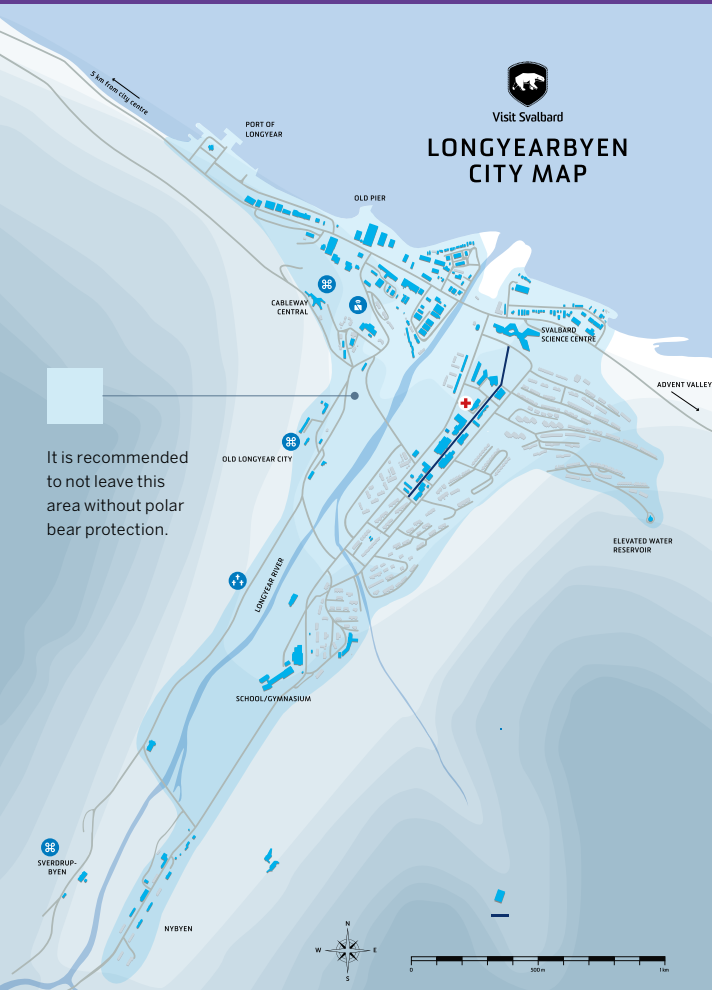 5 km from city centre
PORT OF
LONGYEAR
Visit Svalbard
LONGYEARBYEN
CITY MAP
OLD PIER
CABLEWAY
CENTRAL
SVALBARD
SCIENCE CENTRE
ADVENT VALLEY
It is recommended
to not leave this
area without polar
bear protection.
OLD LONGYEAR CITY
ELEVATED WATER
RESERVOIR
LONGYEAR RIVER
SCHOOL/GYMNASIUM
SVERDRUP-
BYEN
NYBYEN
N
W E
S
0 500 m 1 km